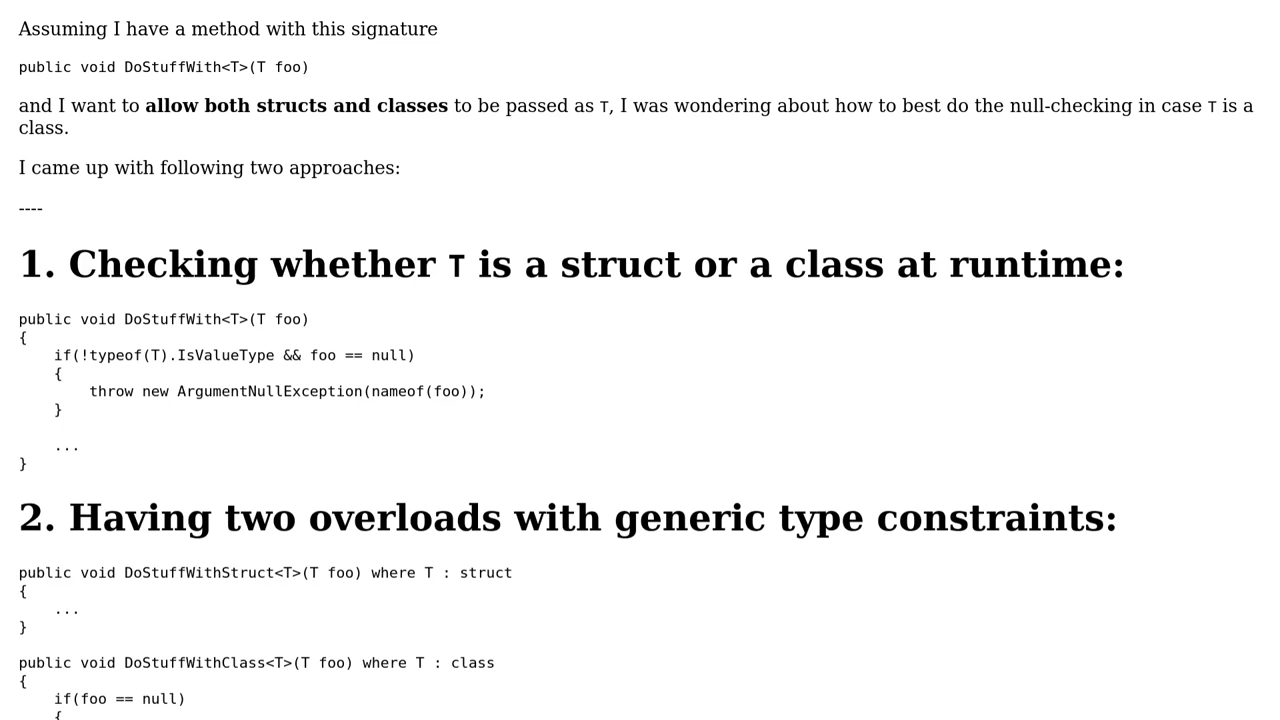 Assuming I have a method with this signature
public void DoStuffWith<T>(T foo)
and I want to allow both structs and classes to be passed as T, I was wondering about how to best do the null-checking in case T is a
class.
I came up with following two approaches:
----
1. Checking whether T is a struct or a class at runtime:
public void DoStuffWith<T>(T foo)
{
    if(!typeof(T).IsValueType && foo == null)
    {
        throw new ArgumentNullException(nameof(foo));
    }
    ...
}
2. Having two overloads with generic type constraints:
public void DoStuffWithStruct<T>(T foo) where T : struct
{
    ...
}
public void DoStuffWithClass<T>(T foo) where T : class
{
    if(foo == null)
    {